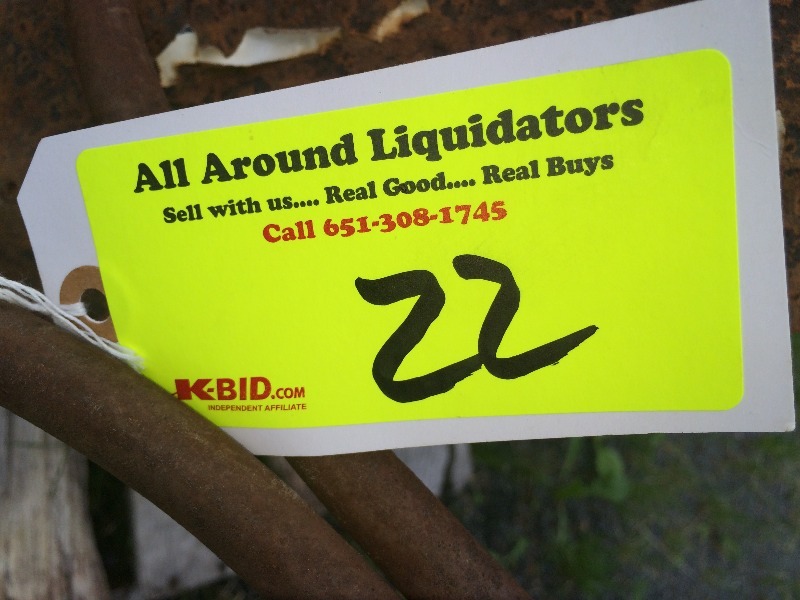 All Around Liquidators
Sell with us.... Real Good.... Real Buys
Call 651-308-1745
22
K-BID.COM
INDEPENDENT AFFILIATE